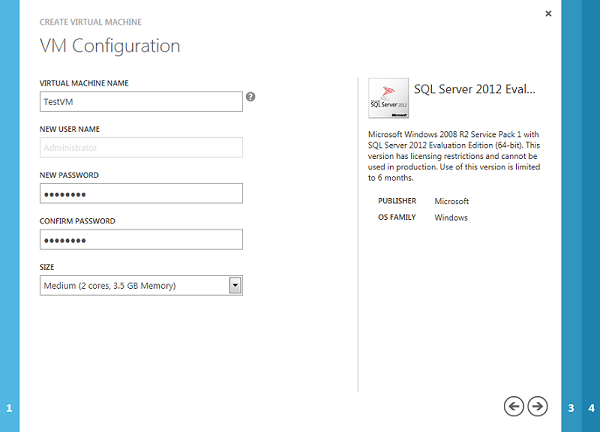 CREATE VIRTUAL MACHINE
VM Configuration
VIRTUAL MACHINE NAME
TestVM
NEW USER NAME
Administrator
NEW PASSWORD
●●●●●●●●
CONFIRM PASSWORD
●●●●●●●●
SIZE
Medium (2 cores, 3.5 GB Memory)
SQL Server 2012
Microsoft
SQL Server 2012 Eval...
Microsoft Windows 2008 R2 Service Pack 1 with
SQL Server 2012 Evaluation Edition (64-bit). This
version has licensing restrictions and cannot be
used in production. Use of this version is limited
to 6 months.
PUBLISHER Microsoft
OS FAMILY Windows
1
3 4